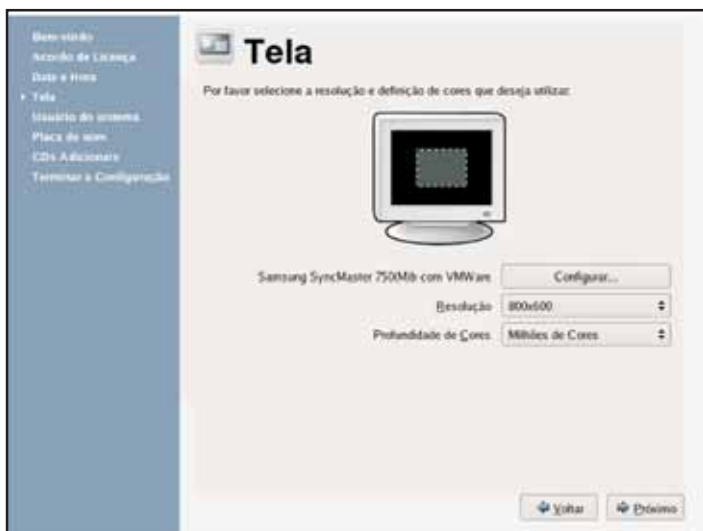 Bem-vindo
Acordo de Licença
Data e Hora
Tela
Usuário do sistema
Placa de som
CDs Adicionais
Terminar a Configuração
Tela
Por favor selecione a resolução e definição de cores que deseja utilizar:
Samsung SyncMaster 750(M)b com VMWare
Configurar...
Resolução
800x600
Profundidade de Cores
Milhões de Cores
Voltar
Próximo